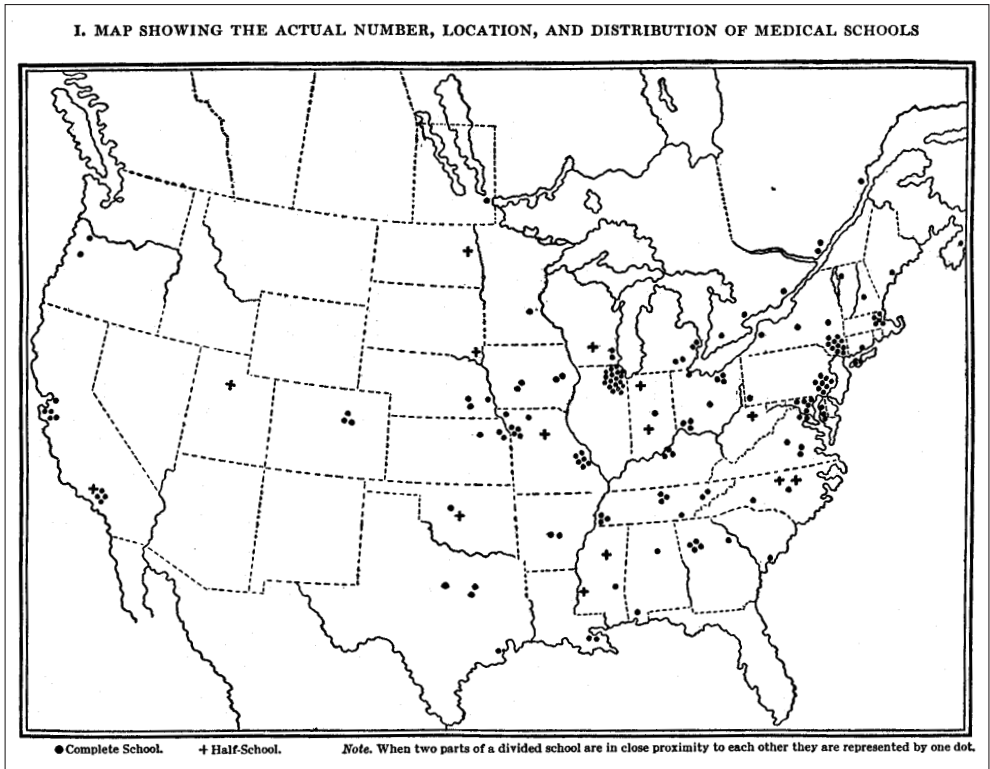 I. MAP SHOWING THE ACTUAL NUMBER, LOCATION, AND DISTRIBUTION OF MEDICAL SCHOOLS
●Complete School. +Half-School. Note. When two parts of a divided school are in close proximity to each other they are represented by one dot.